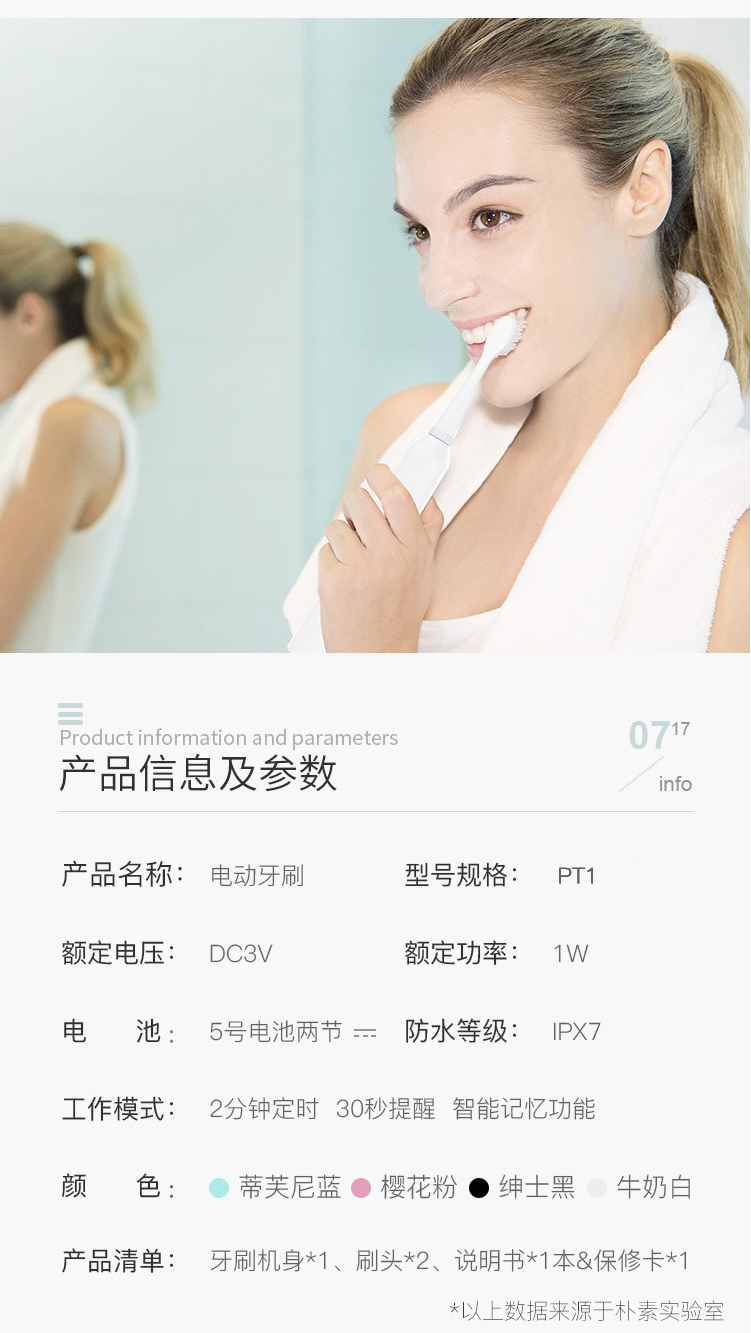 Product information and parameters
产品信息及参数
07 17
info
产品名称： 电动牙刷 型号规格： PT1
额定电压： DC3V 额定功率： 1W
电 池： 5号电池两节 ⎓ 防水等级： IPX7
工作模式： 2分钟定时 30秒提醒 智能记忆功能
颜 色： 蒂芙尼蓝 樱花粉 绅士黑 牛奶白
产品清单： 牙刷机身*1、刷头*2、说明书*1本&保修卡*1
*以上数据来源于朴素实验室